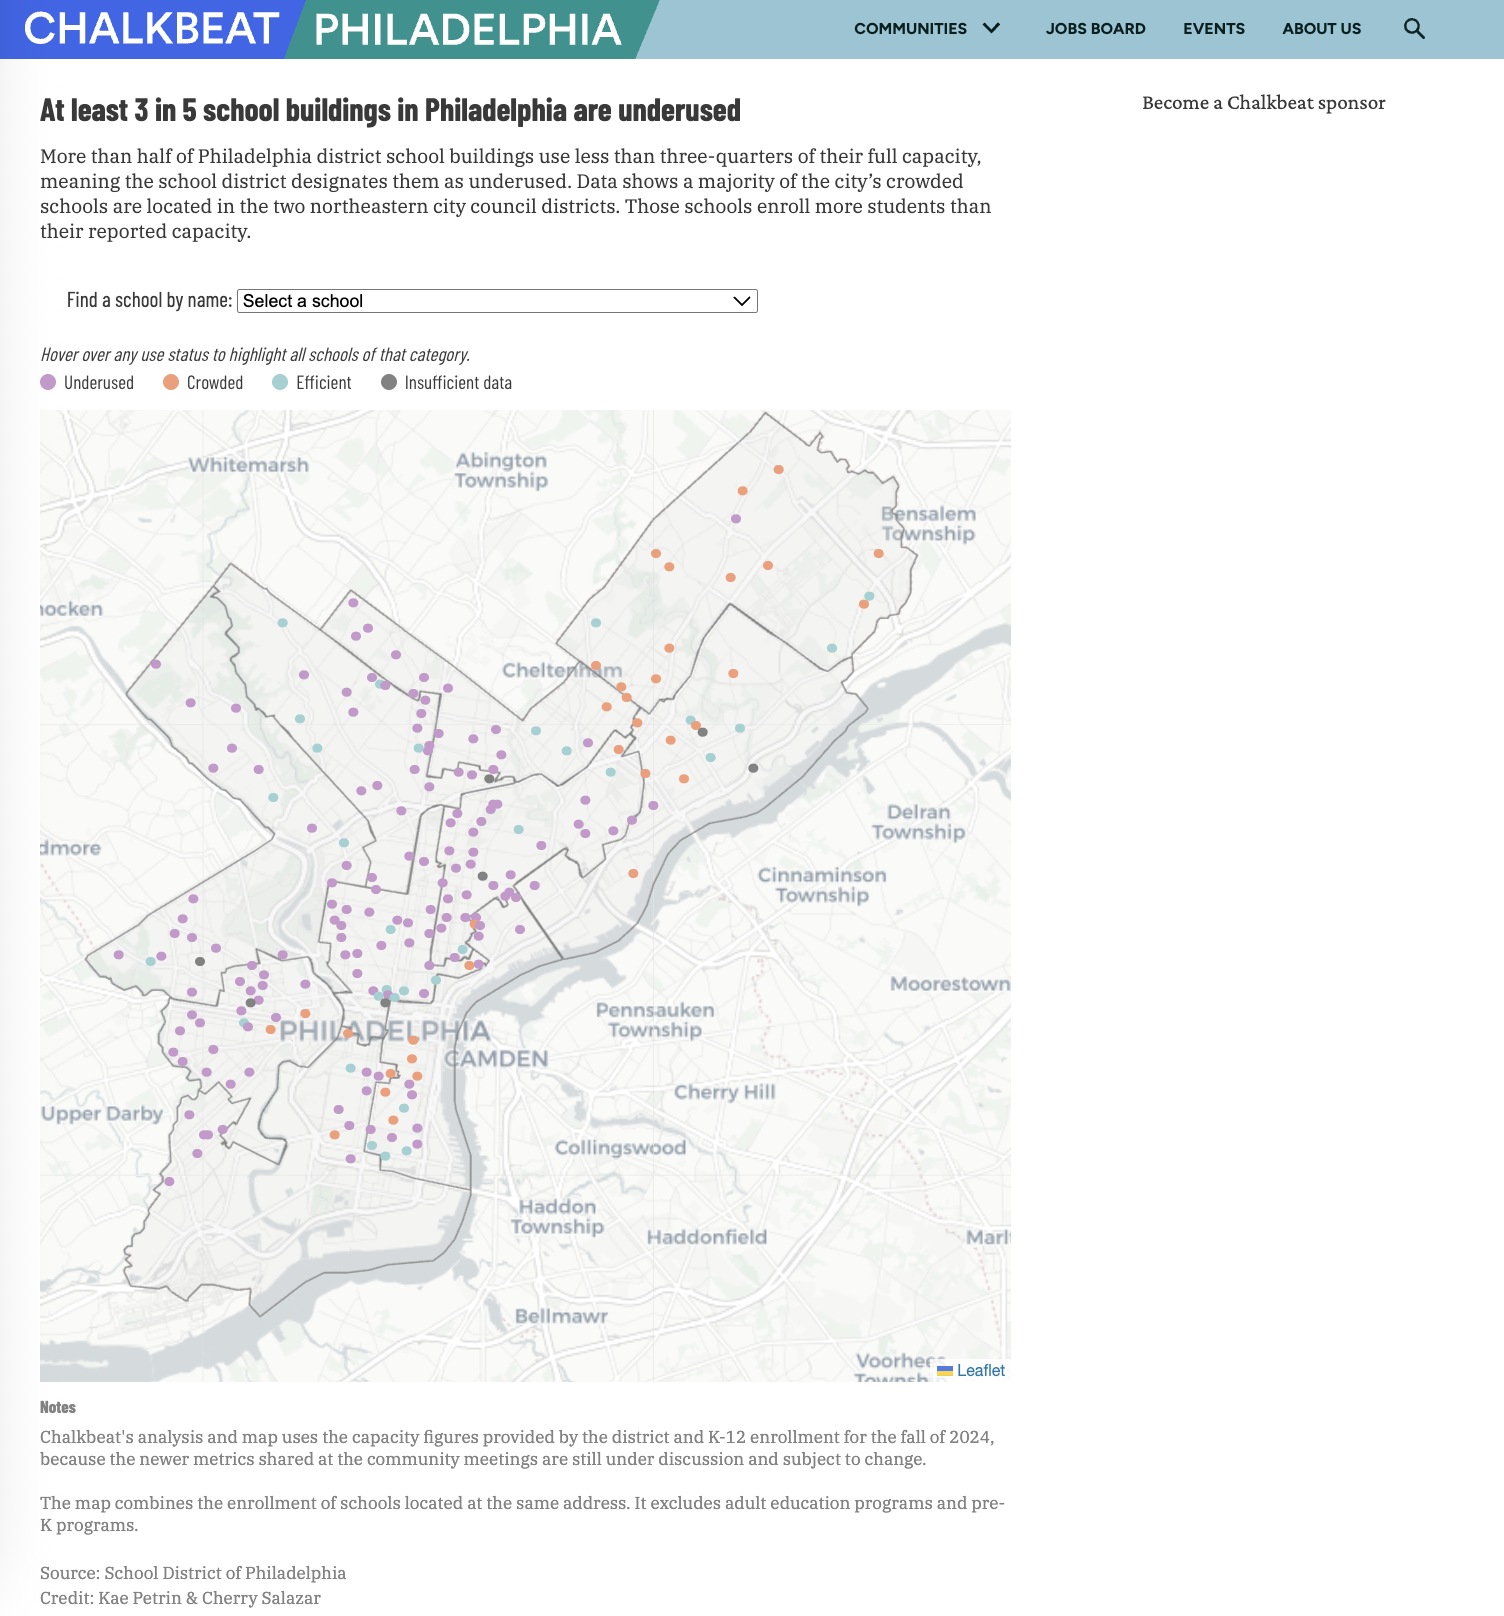 CHALKBEAT PHILADELPHIA COMMUNITIES JOBS BOARD EVENTS ABOUT US
At least 3 in 5 school buildings in Philadelphia are underused
Become a Chalkbeat sponsor
More than half of Philadelphia district school buildings use less than three-quarters of their full capacity,
meaning the school district designates them as underused. Data shows a majority of the city’s crowded
schools are located in the two northeastern city council districts. Those schools enroll more students than
their reported capacity.
Find a school by name: Select a school
Hover over any use status to highlight all schools of that category.
Underused Crowded Efficient Insufficient data
Whitemarsh
Abington
Township
Bensalem
Township
hocken
Cheltenham
Delran
Township
dmore
Cinnaminson
Township
Moorestown
Pennsauken
Township
PHILADELPHIA
CAMDEN
Cherry Hill
Upper Darby
Collingswood
Haddon
Township
Haddonfield
Marl
Bellmawr
Voorhees
Township
Leaflet
Notes
Chalkbeat's analysis and map uses the capacity figures provided by the district and K-12 enrollment for the fall of 2024,
because the newer metrics shared at the community meetings are still under discussion and subject to change.
The map combines the enrollment of schools located at the same address. It excludes adult education programs and pre-
K programs.
Source: School District of Philadelphia
Credit: Kae Petrin & Cherry Salazar